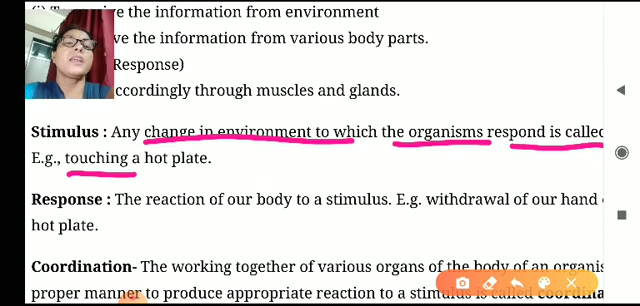 the information from environment
ve the information from various body parts.
Response)
ccordingly through muscles and glands.
Stimulus : Any change in environment to which the organisms respond is called
E.g., touching a hot plate.
Response : The reaction of our body to a stimulus. E.g. withdrawal of our hand
hot plate.
Coordination- The working together of various organs of the body of an organis
proper manner to produce appropriate reaction to a stimulus is called coordina